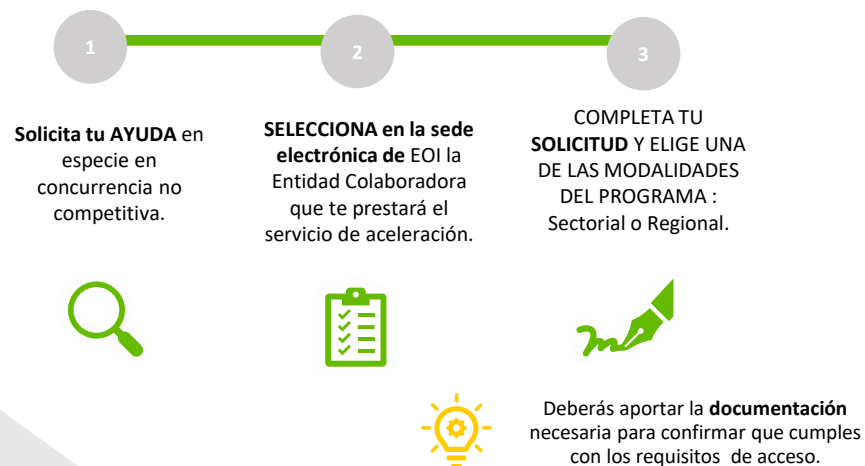 1
2
3
Solicita tu AYUDA en
especie en
concurrencia no
competitiva.
SELECCIONA en la sede
electrónica de EOI la
Entidad Colaboradora
que te prestará el
servicio de aceleración.
COMPLETA TU
SOLICITUD Y ELIGE UNA
DE LAS MODALIDADES
DEL PROGRAMA :
Sectorial o Regional.
Deberás aportar la documentación
necesaria para confirmar que cumples
con los requisitos de acceso.